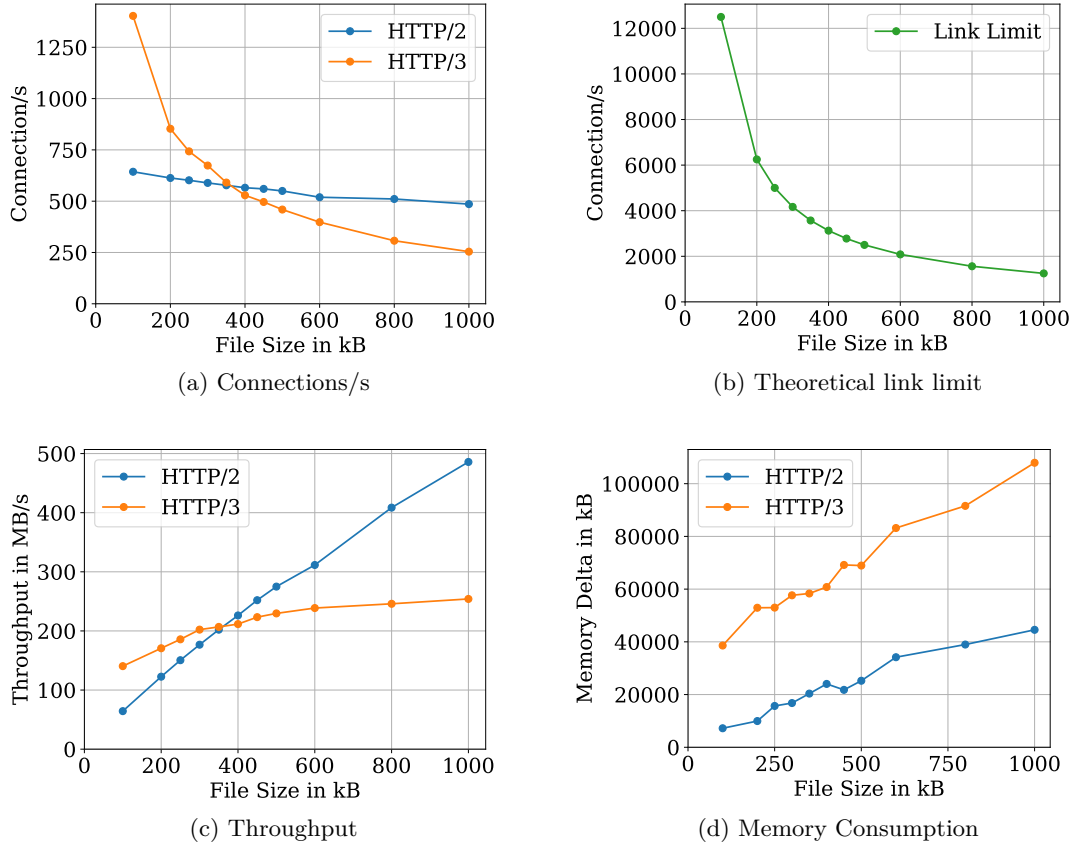 Connection/s
1250
1000
750
500
250
0
HTTP/2
HTTP/3
0 200 400 600 800 1000
File Size in kB
(a) Connections/s
Connection/s
12000
10000
8000
6000
4000
2000
0
Link Limit
0 200 400 600 800 1000
File Size in kB
(b) Theoretical link limit
Throughput in MB/s
500
400
300
200
100
0
HTTP/2
HTTP/3
0 200 400 600 800 1000
File Size in kB
(c) Throughput
Memory Delta in kB
100000
80000
60000
40000
20000
0
HTTP/2
HTTP/3
0 250 500 750 1000
File Size in kB
(d) Memory Consumption